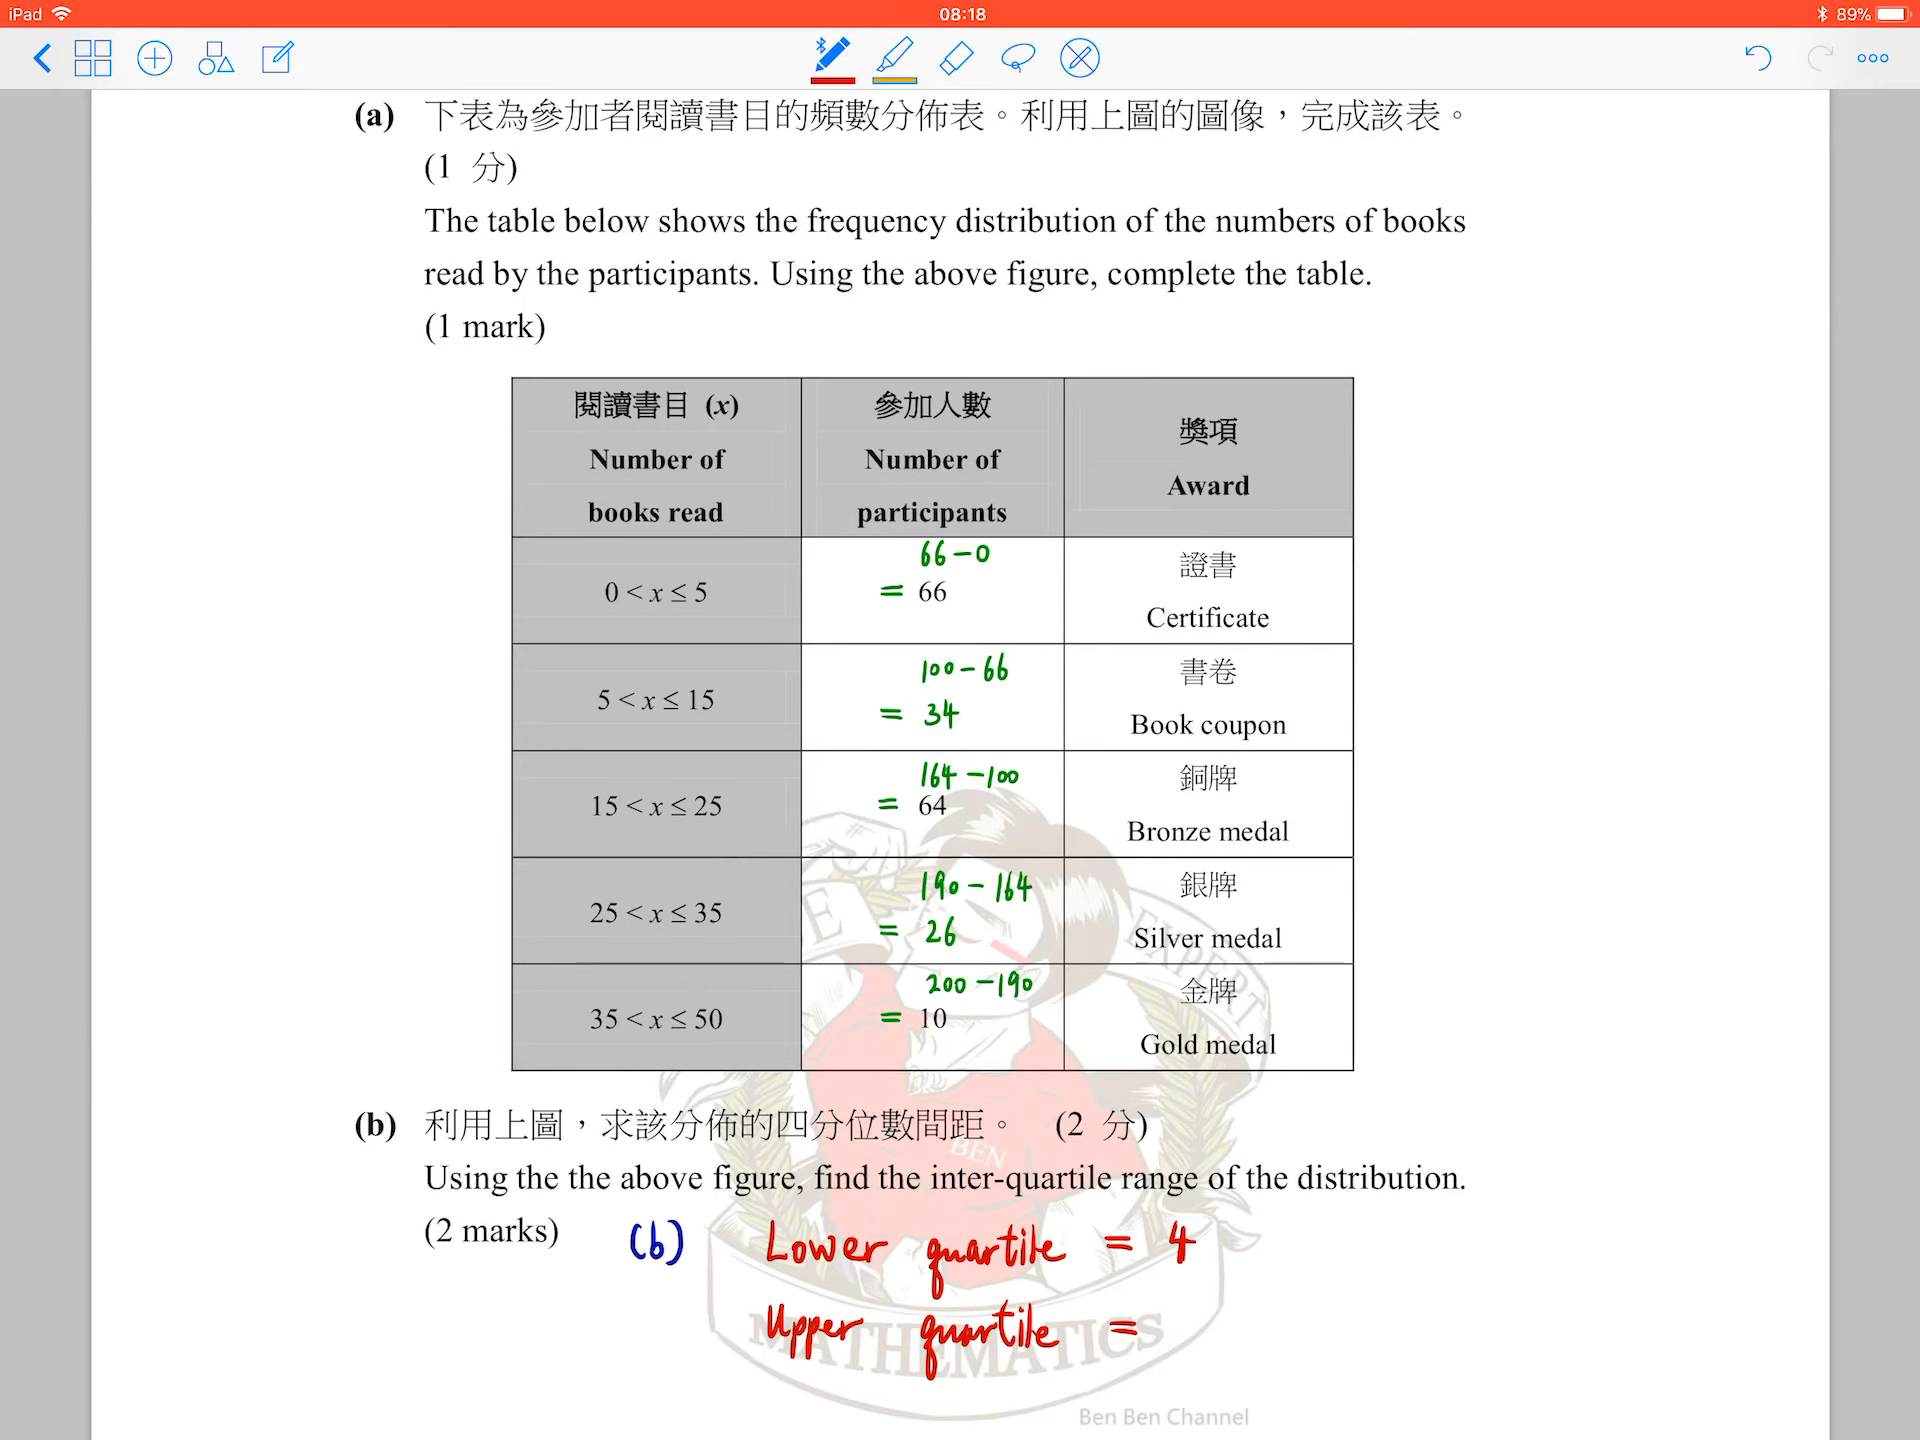 iPad 08:18 89%
(a) 下表為參加者閱讀書目的頻數分佈表。利用上圖的圖像，完成該表。
(1 分)
The table below shows the frequency distribution of the numbers of books
read by the participants. Using the above figure, complete the table.
(1 mark)
閱讀書目 (x)
Number of
books read
參加人數
Number of
participants
獎項
Award
0 < x ≤ 5
66 - 0
= 66
證書
Certificate
5 < x ≤ 15
100 - 66
= 34
書卷
Book coupon
15 < x ≤ 25
164 - 100
= 64
銅牌
Bronze medal
25 < x ≤ 35
190 - 164
= 26
銀牌
Silver medal
35 < x ≤ 50
200 - 190
= 10
金牌
Gold medal
(b) 利用上圖，求該分佈的四分位數間距。 (2 分)
Using the the above figure, find the inter-quartile range of the distribution.
(2 marks)
(b) Lower quartile = 4
Upper quartile =
EXPERT
BEN
MATHEMATICS
Ben Ben Channel